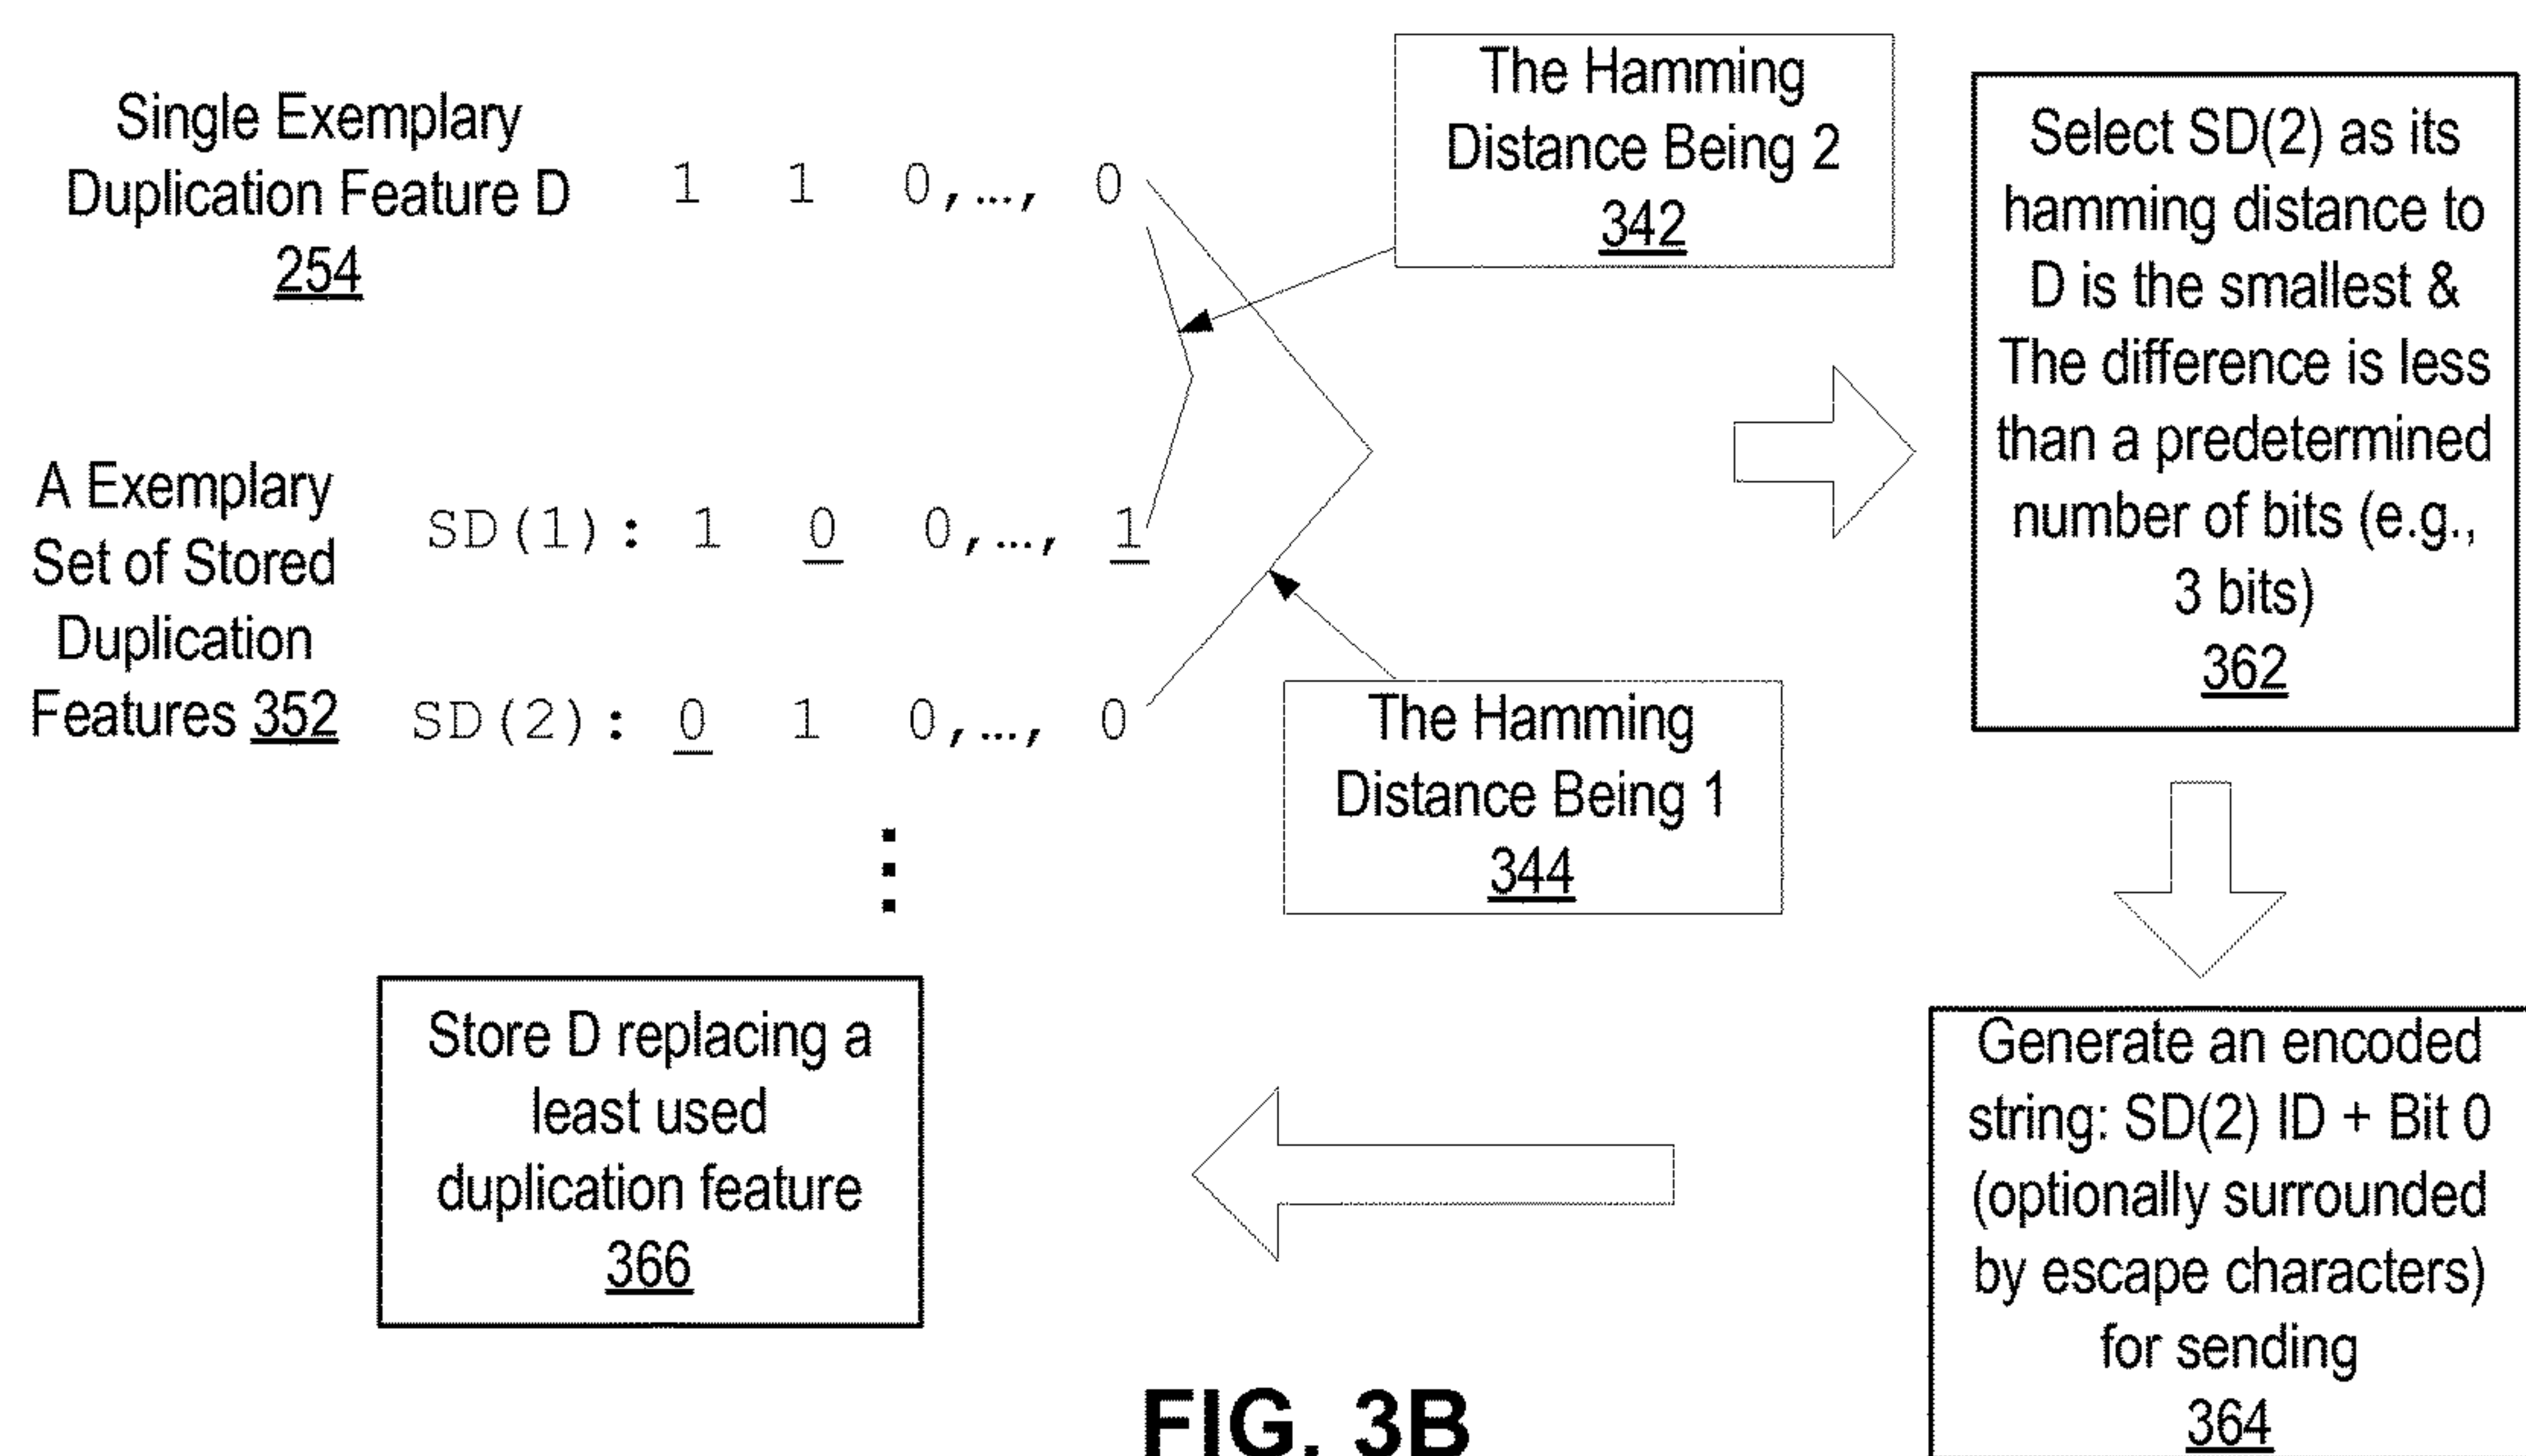 Single Exemplary
Duplication Feature D
254
1 1 0,..., 0
The Hamming
Distance Being 2
342
Select SD(2) as its
hamming distance to
D is the smallest &
The difference is less
than a predetermined
number of bits (e.g.,
3 bits)
362
A Exemplary
Set of Stored
Duplication
Features 352
SD(1): 1 0 0,..., 1
SD(2): 0 1 0,..., 0
The Hamming
Distance Being 1
344
Generate an encoded
string: SD(2) ID + Bit 0
(optionally surrounded
by escape characters)
for sending
364
Store D replacing a
least used
duplication feature
366
FIG. 3B